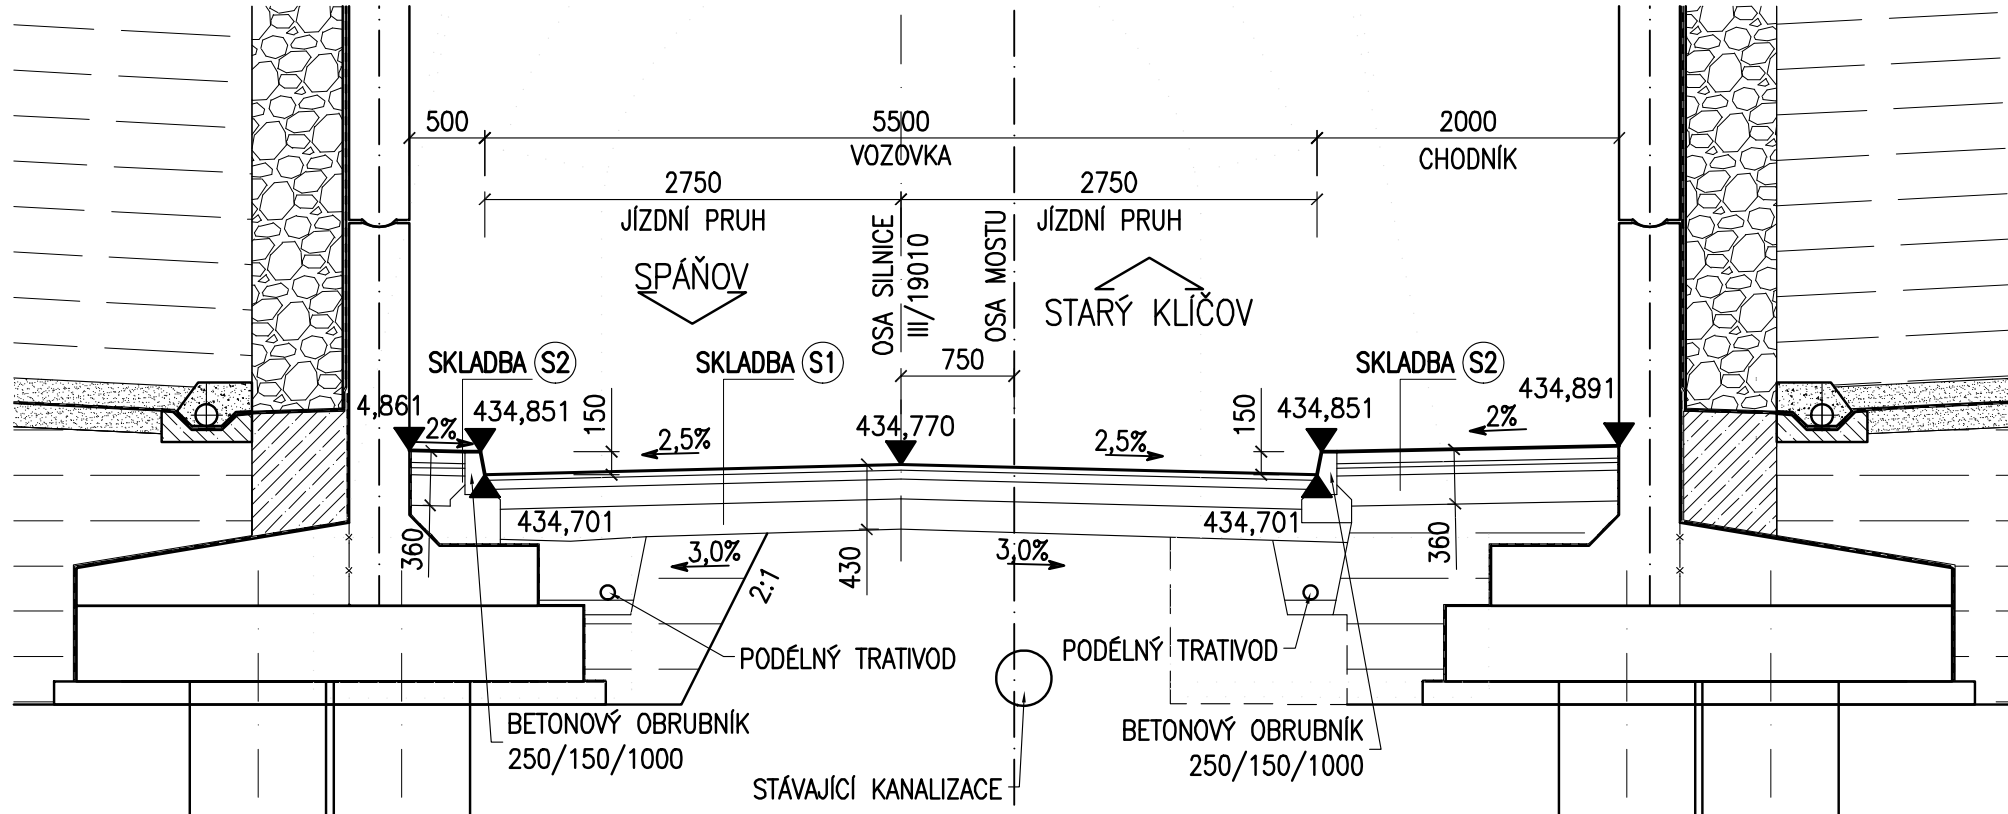 500
5500
2000
VOZOVKA
CHODNÍK
2750
2750
JÍZDNÍ PRUH
JÍZDNÍ PRUH
OSA SILNICE
III/19010
OSA MOSTU
SPÁŇOV
STARÝ KLÍČOV
750
SKLADBA S2
SKLADBA S1
SKLADBA S2
4,861
434,851
150
434,770
150
434,851
434,891
2%
2,5%
2,5%
2%
434,701
434,701
360
3,0%
430
3,0%
360
2:1
PODÉLNÝ TRATIVOD
PODÉLNÝ TRATIVOD
BETONOVÝ OBRUBNÍK
250/150/1000
BETONOVÝ OBRUBNÍK
250/150/1000
STÁVAJÍCÍ KANALIZACE